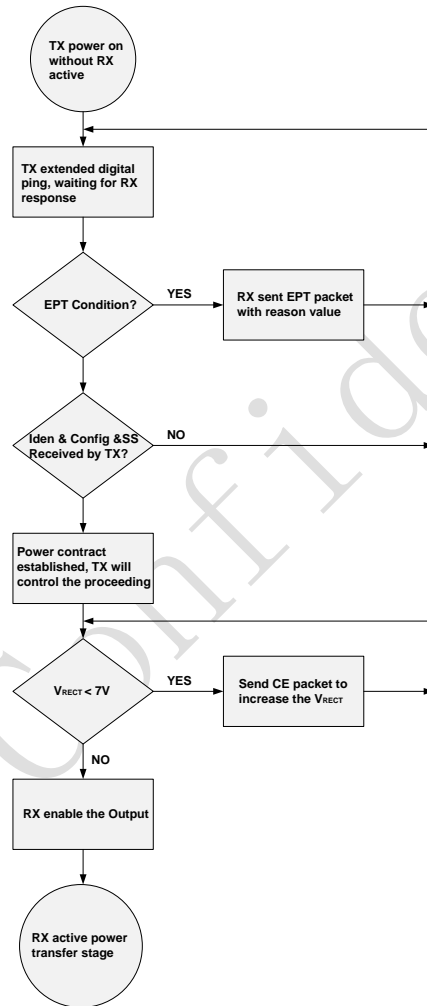 TX power on
without RX
active
TX extended digital
ping, waiting for RX
response
EPT Condition?
YES
RX sent EPT packet
with reason value
Iden & Config &SS
Received by TX?
NO
Power contract
established, TX will
control the proceeding
VRECT < 7V
YES
Send CE packet to
increase the VRECT
NO
RX enable the Output
RX active power
transfer stage
Confide